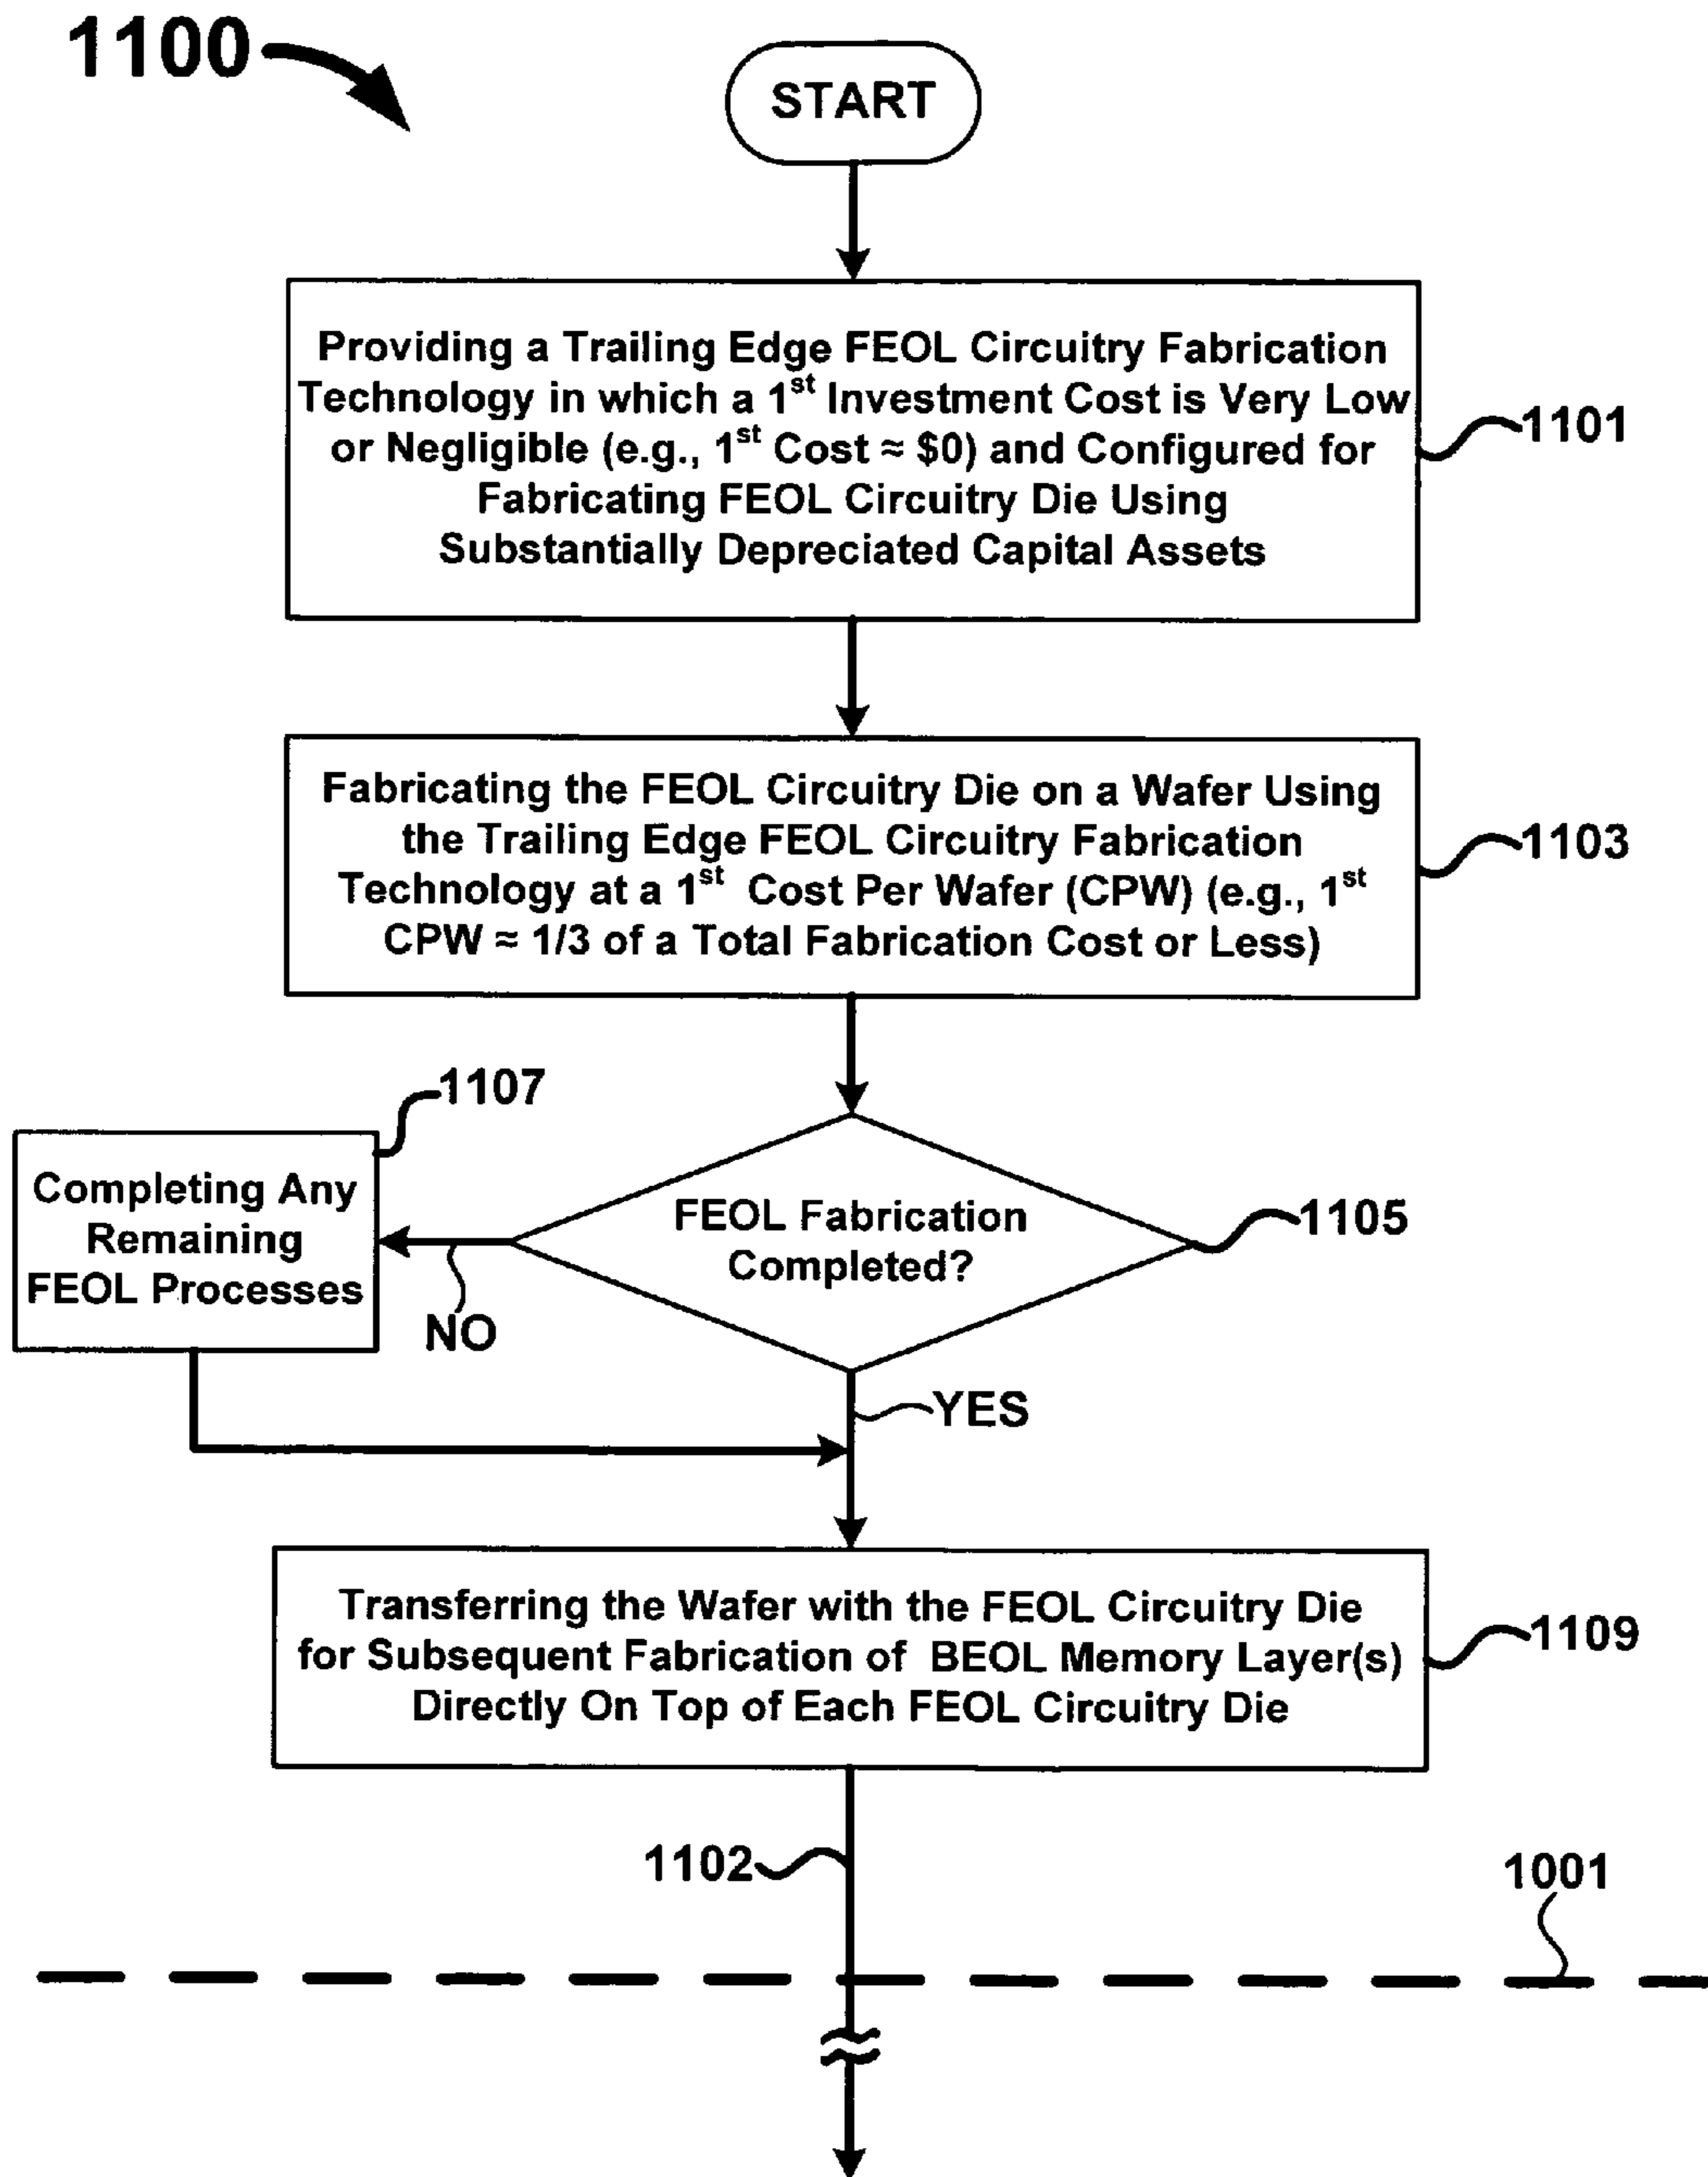 1100
START
Providing a Trailing Edge FEOL Circuitry Fabrication
Technology in which a 1st Investment Cost is Very Low
or Negligible (e.g., 1st Cost ≈ $0) and Configured for
Fabricating FEOL Circuitry Die Using
Substantially Depreciated Capital Assets
1101
Fabricating the FEOL Circuitry Die on a Wafer Using
the Trailing Edge FEOL Circuitry Fabrication
Technology at a 1st Cost Per Wafer (CPW) (e.g., 1st
CPW ≈ 1/3 of a Total Fabrication Cost or Less)
1103
1107
Completing Any
Remaining
FEOL Processes
NO
FEOL Fabrication
Completed?
1105
YES
Transferring the Wafer with the FEOL Circuitry Die
for Subsequent Fabrication of BEOL Memory Layer(s)
Directly On Top of Each FEOL Circuitry Die
1109
1102
1001